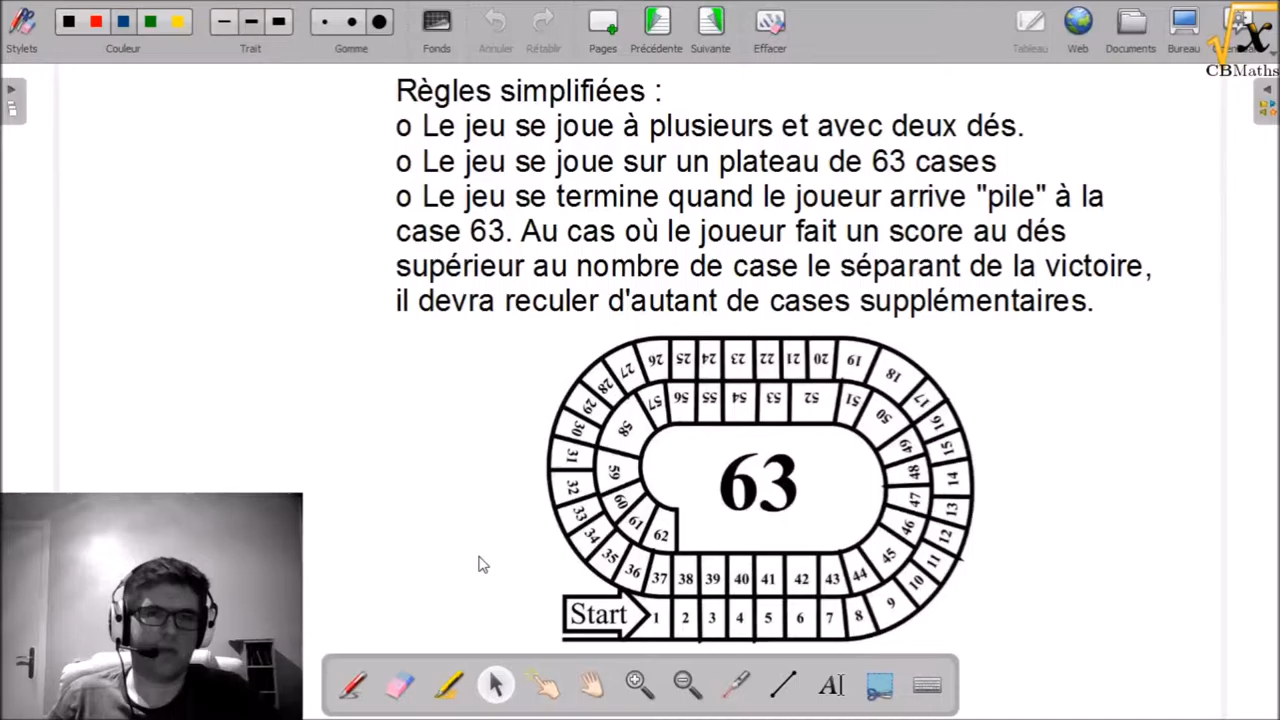 Stylets
Couleur
Trait
Gomme
Fonds
Annuler
Rétablir
Pages
Précédente
Suivante
Effacer
Tableau
Web
Documents
Bureau
√x
CBMaths
Règles simplifiées :
o Le jeu se joue à plusieurs et avec deux dés.
o Le jeu se joue sur un plateau de 63 cases
o Le jeu se termine quand le joueur arrive "pile" à la
case 63. Au cas où le joueur fait un score au dés
supérieur au nombre de case le séparant de la victoire,
il devra reculer d'autant de cases supplémentaires.
26 25 24 23 22 21 20 19
27 18
28 57 56 55 54 53 52 51 17
29 58 50 16
30 49 15
31 59 48 14
32 60 63 47 13
33 61 62 46 12
34 45 11
35 36 37 38 39 40 41 42 43 44 10
Start 1 2 3 4 5 6 7 8 9
AI